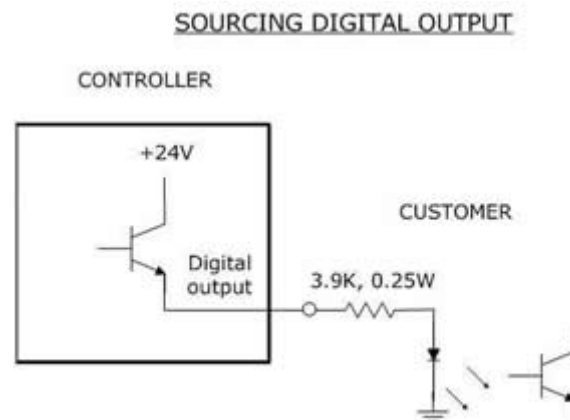 SOURCING DIGITAL OUTPUT
CONTROLLER
+24V
CUSTOMER
Digital
output
3.9K, 0.25W